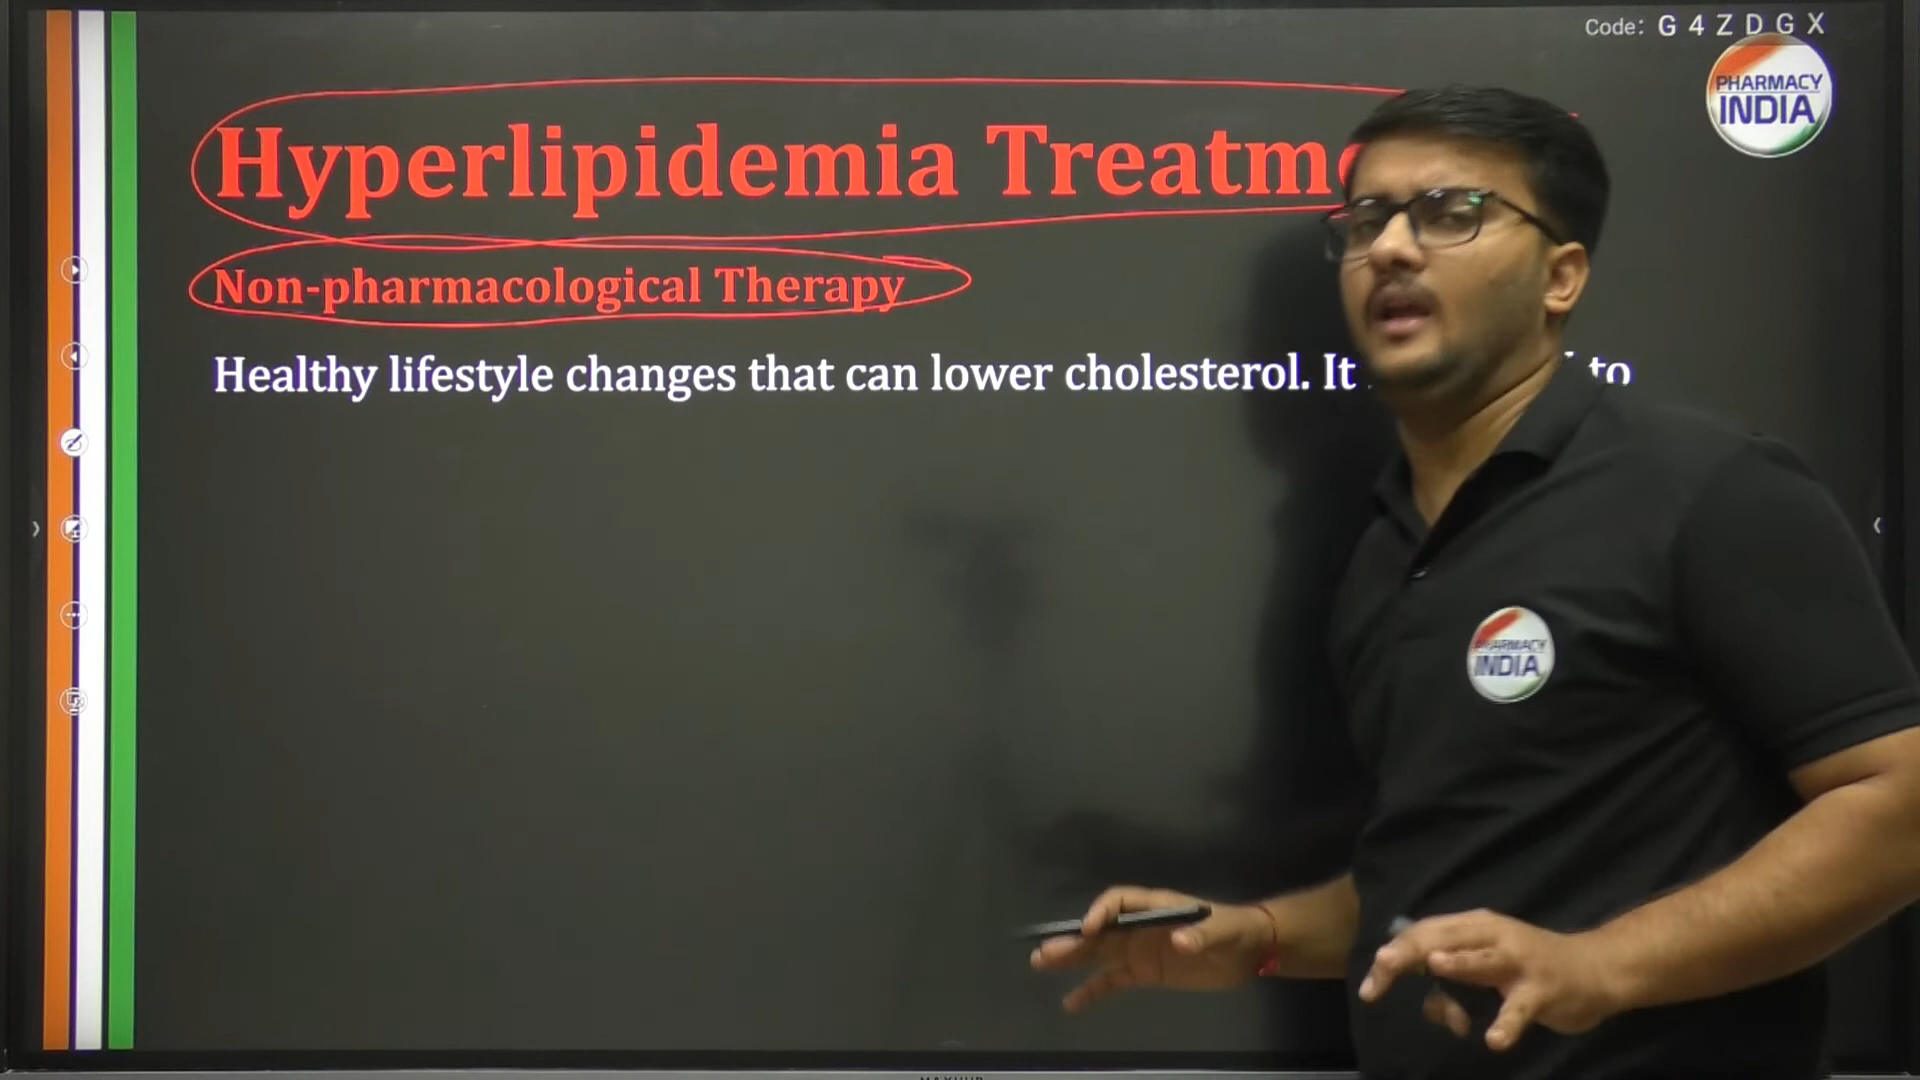 Code: G4ZDGX
PHARMACY
INDIA
Hyperlipidemia Treatm
Non-pharmacological Therapy
Healthy lifestyle changes that can lower cholesterol. It to
PHARMACY
INDIA